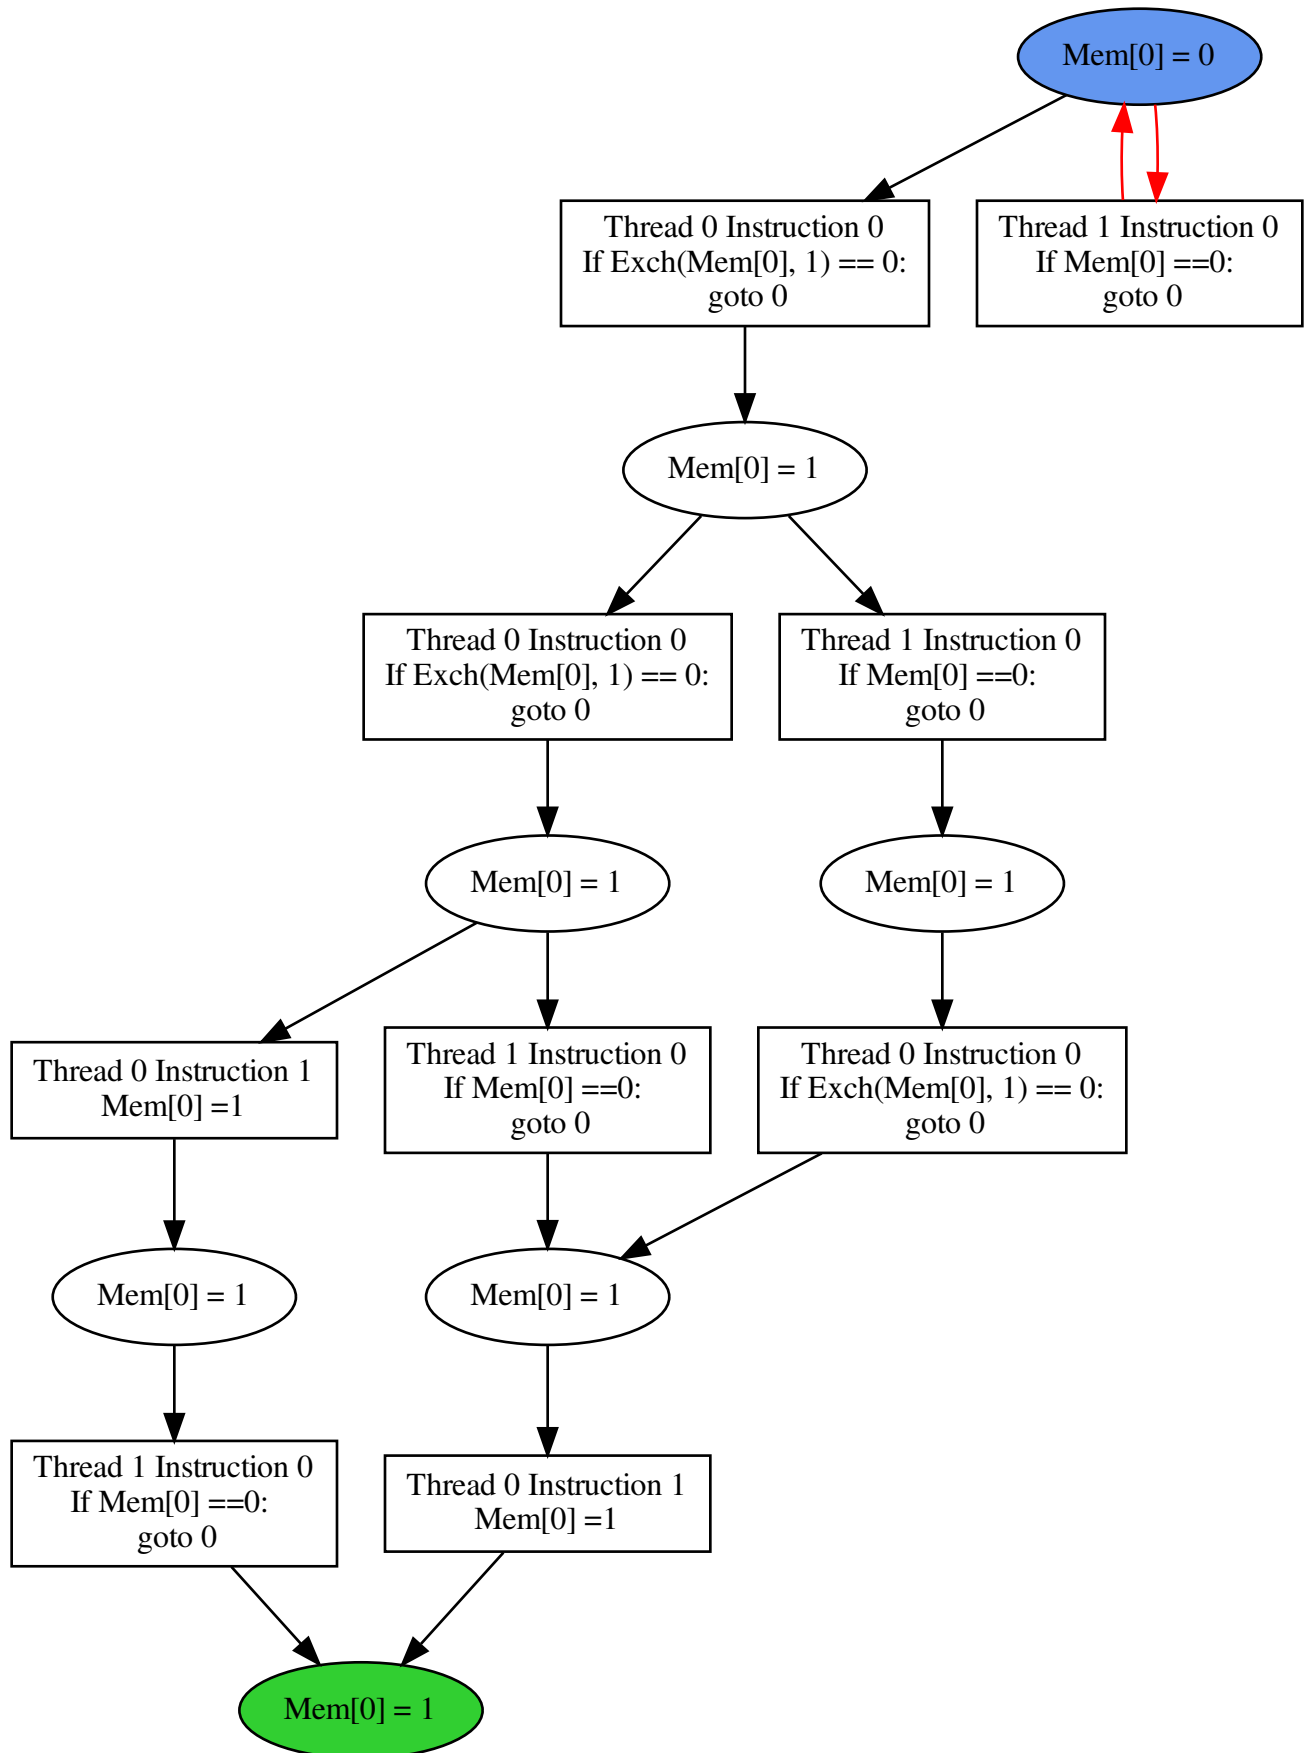 Mem[0] = 0
Thread 0 Instruction 0
If Exch(Mem[0], 1) == 0:
goto 0
Thread 1 Instruction 0
If Mem[0] ==0:
goto 0
Mem[0] = 1
Thread 0 Instruction 0
If Exch(Mem[0], 1) == 0:
goto 0
Thread 1 Instruction 0
If Mem[0] ==0:
goto 0
Mem[0] = 1
Mem[0] = 1
Thread 0 Instruction 1
Mem[0] =1
Thread 1 Instruction 0
If Mem[0] ==0:
goto 0
Thread 0 Instruction 0
If Exch(Mem[0], 1) == 0:
goto 0
Mem[0] = 1
Mem[0] = 1
Thread 1 Instruction 0
If Mem[0] ==0:
goto 0
Thread 0 Instruction 1
Mem[0] =1
Mem[0] = 1